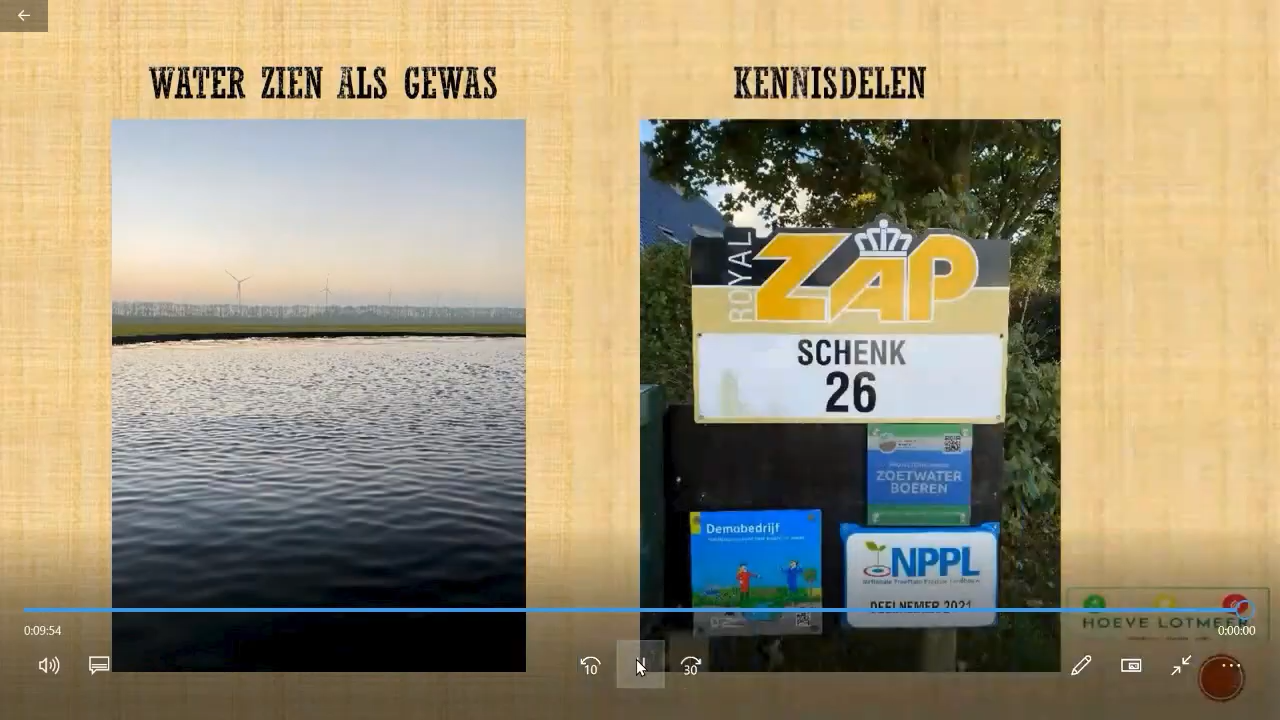 WATER ZIEN ALS GEWAS
KENNISDELEN
ROYAL
ZAP
SCHENK
26
ZOETWATER
BOEREN
Demobedrijf
NPPL
DEELNEMER 2021
HOEVE LOTMEER
0:09:54
0:00:00
10
30